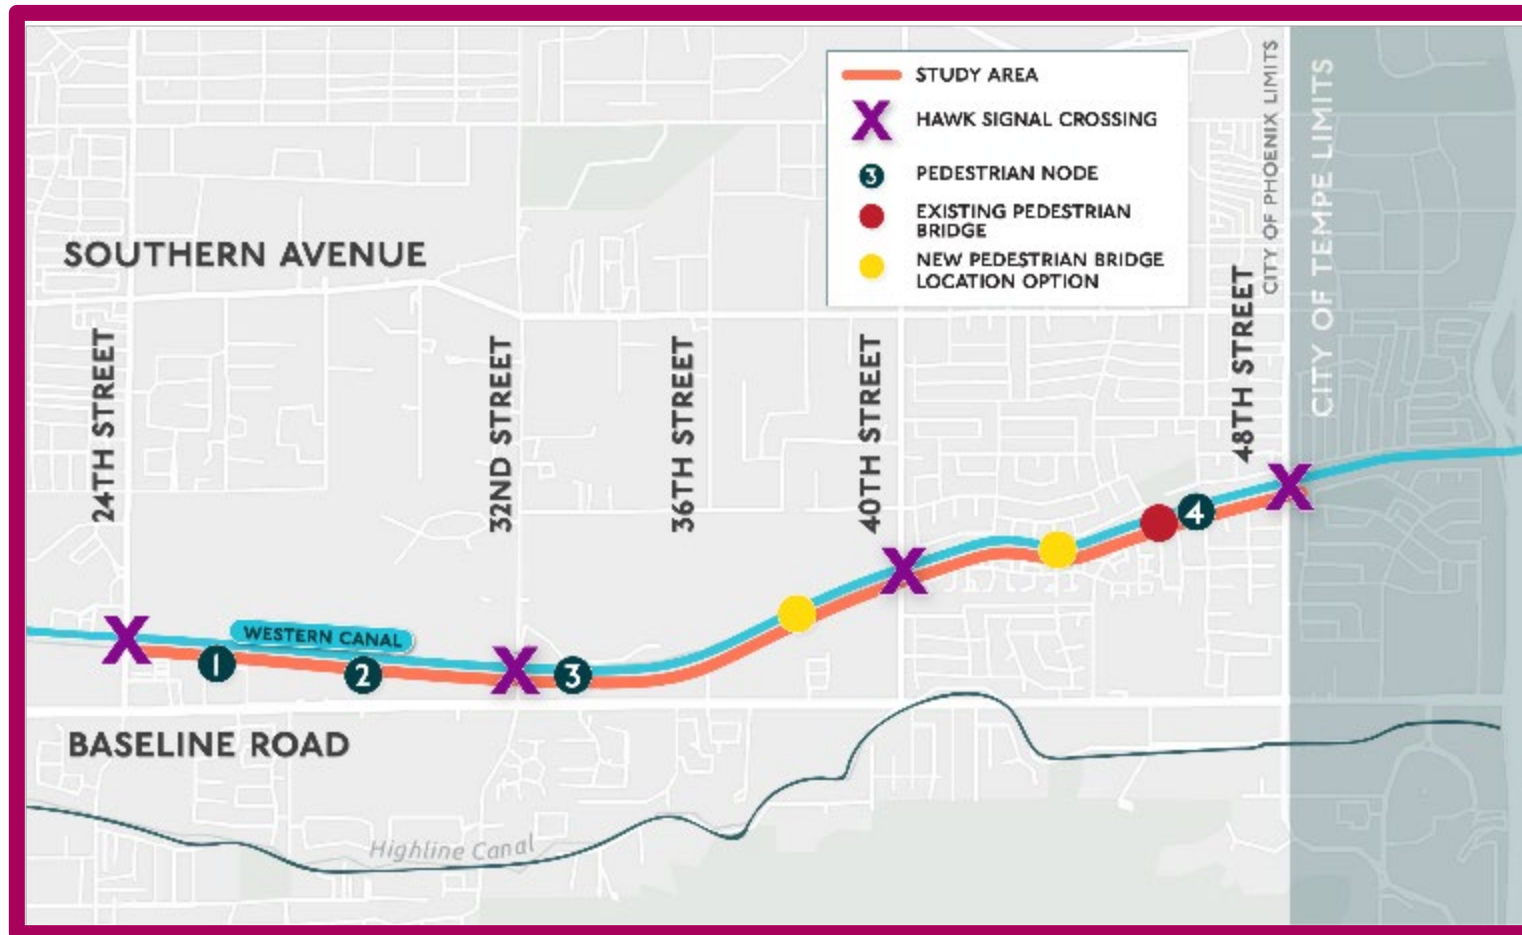 STUDY AREA
HAWK SIGNAL CROSSING
3 PEDESTRIAN NODE
EXISTING PEDESTRIAN
BRIDGE
NEW PEDESTRIAN BRIDGE
LOCATION OPTION
CITY OF PHOENIX LIMITS
CITY OF TEMPE LIMITS
SOUTHERN AVENUE
24TH STREET
32ND STREET
36TH STREET
40TH STREET
48TH STREET
4
WESTERN CANAL
1
2
3
BASELINE ROAD
Highline Canal